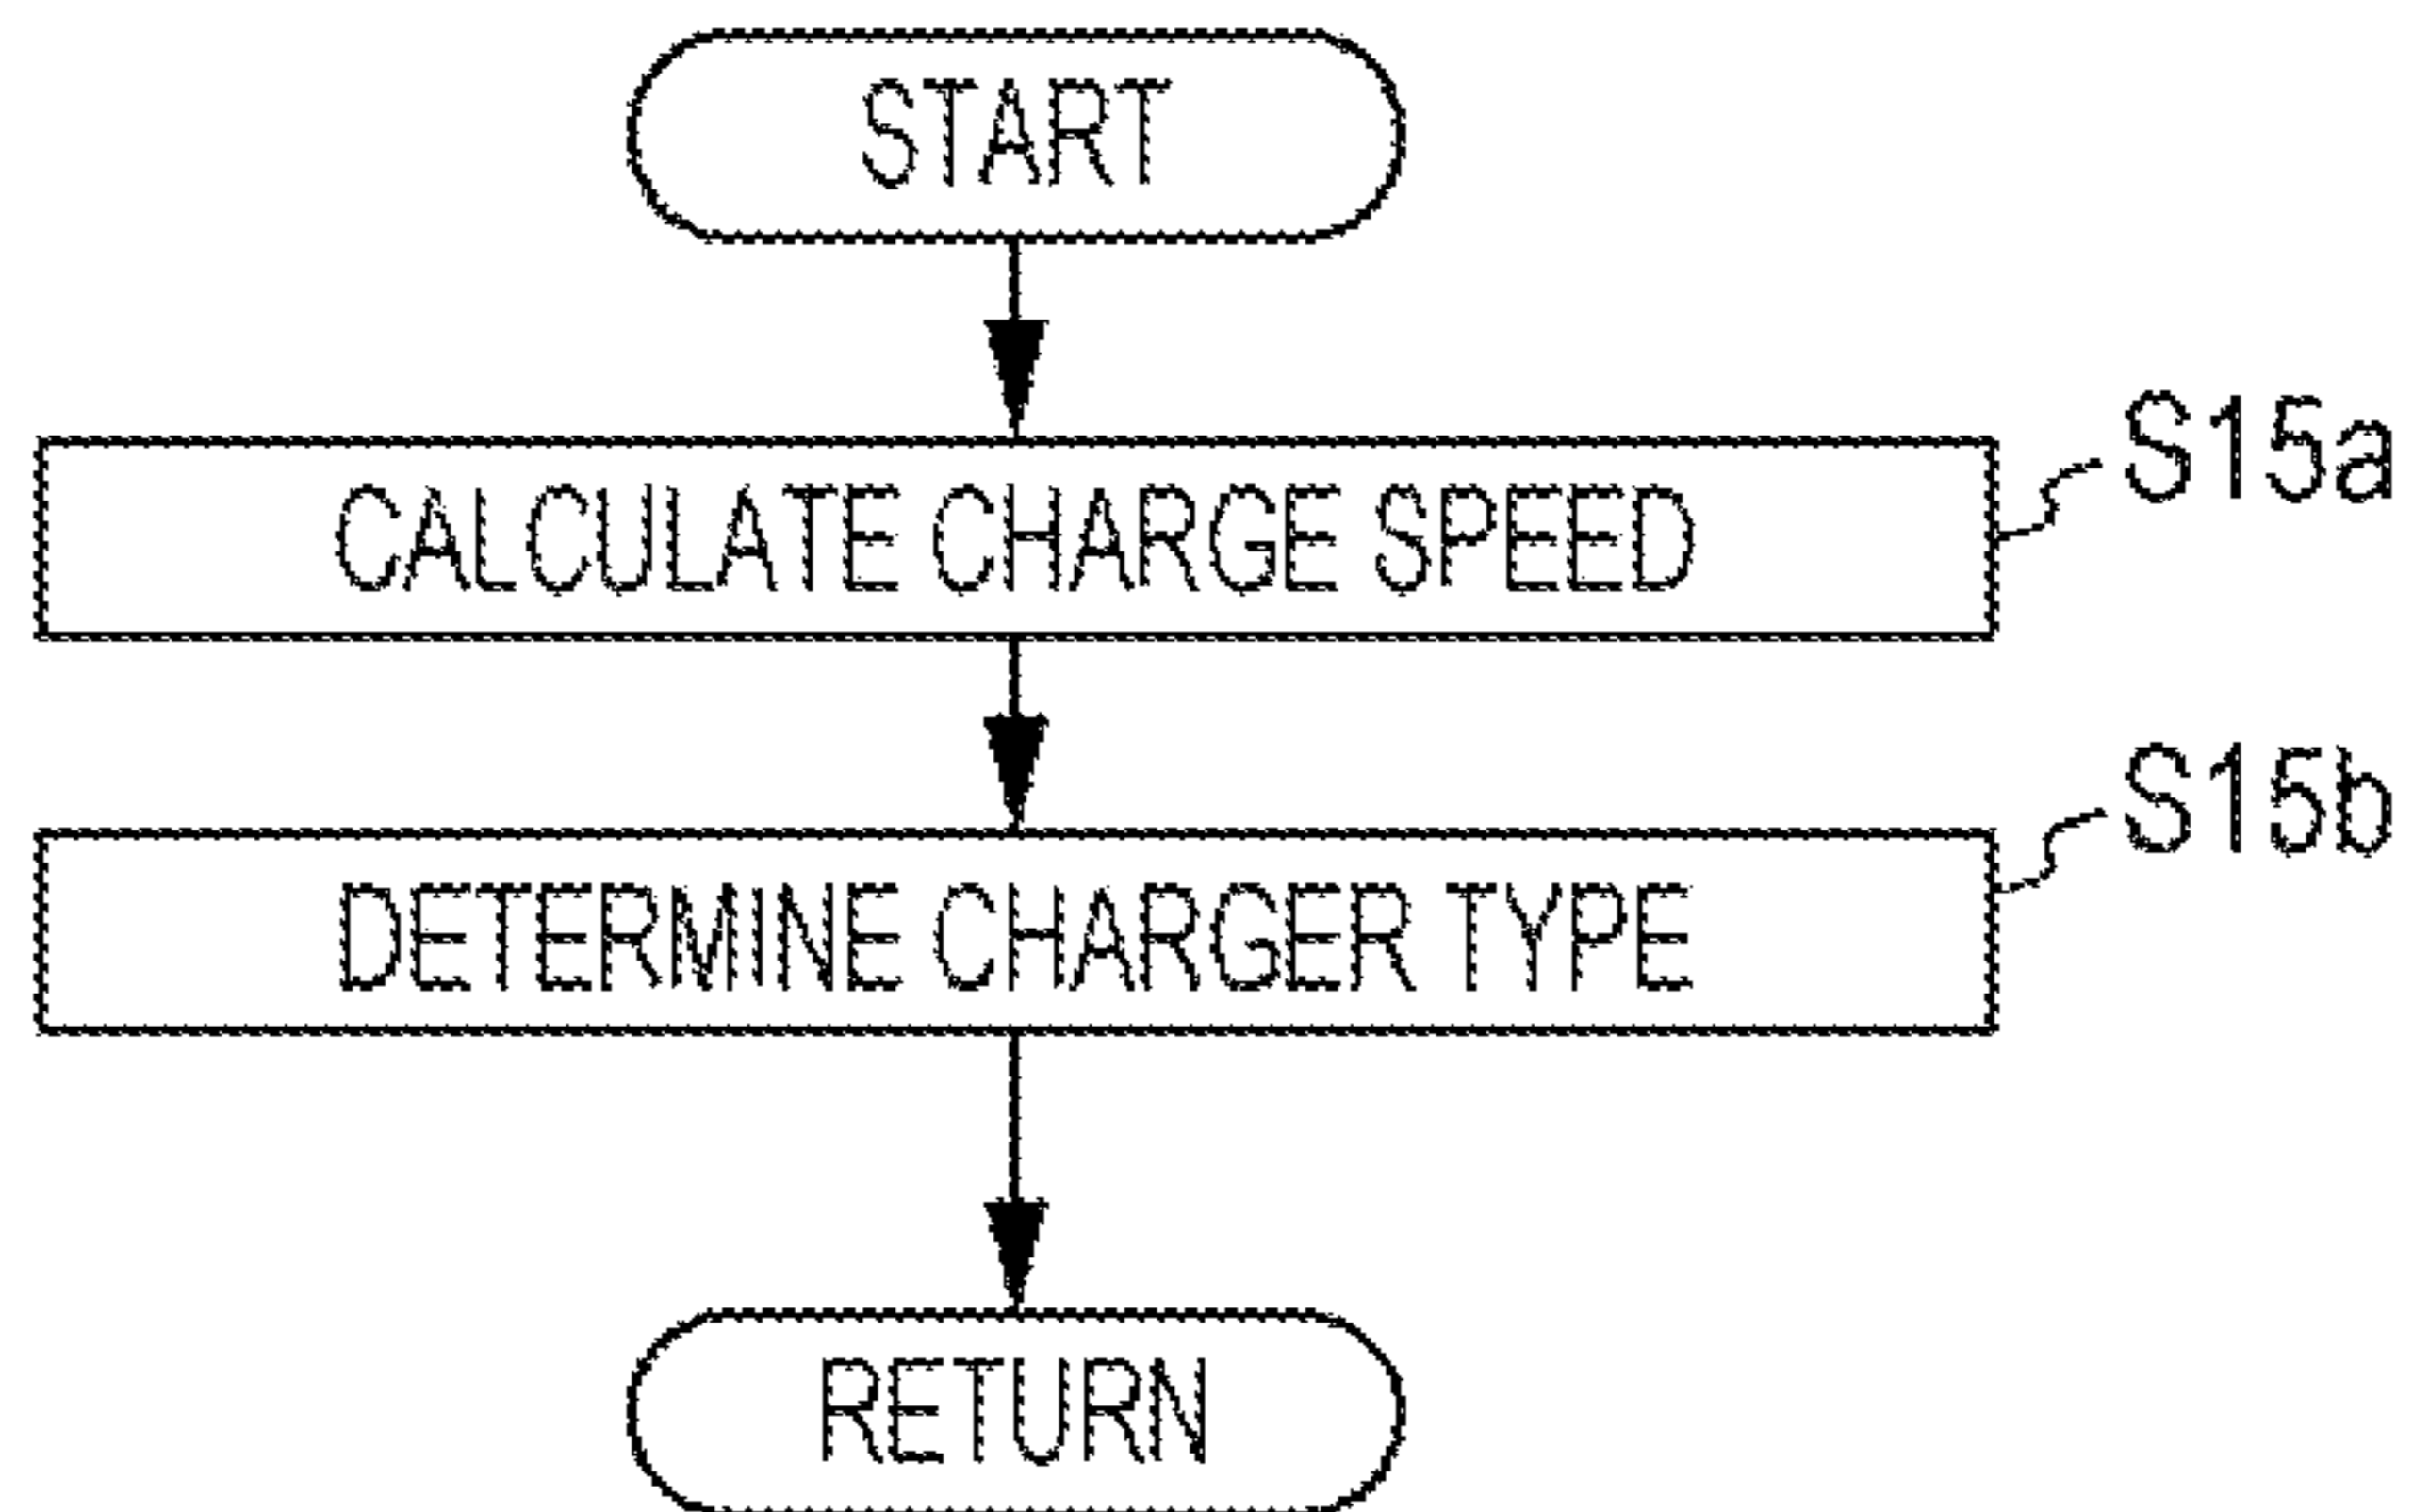 START
CALCULATE CHARGE SPEED
S15a
DETERMINE CHARGER TYPE
S15b
RETURN